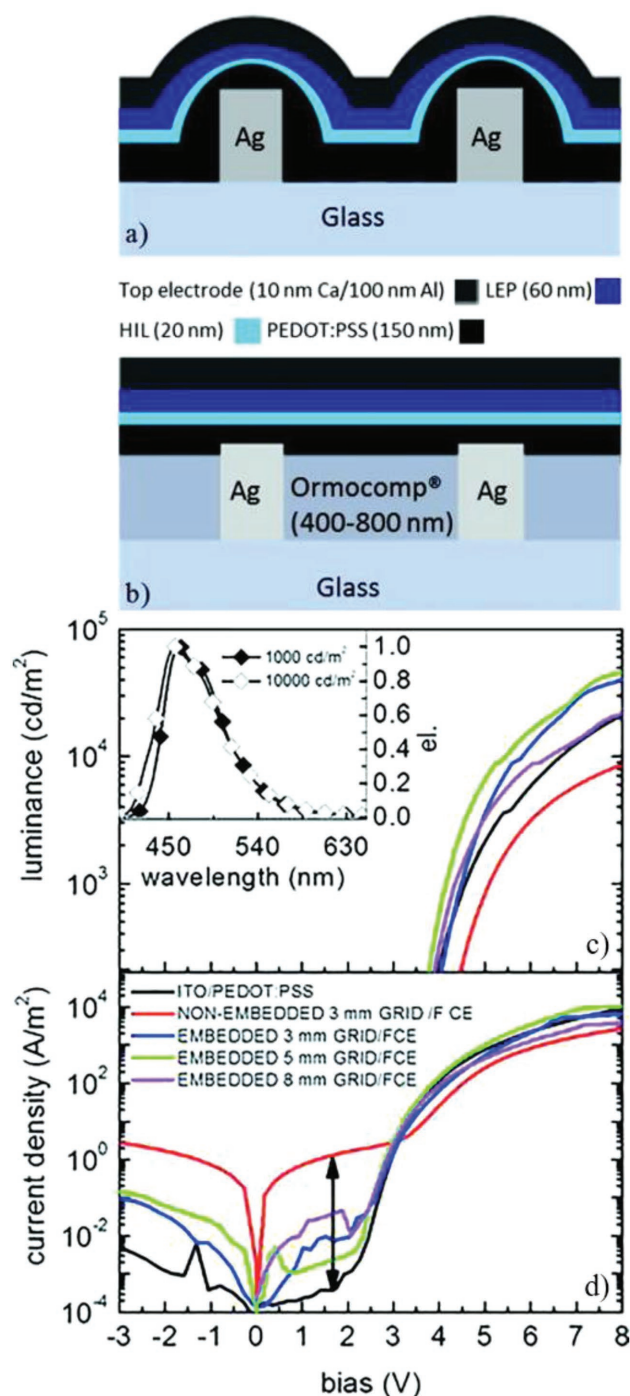 Ag Ag
Glass
a)
Top electrode (10 nm Ca/100 nm Al) LEP (60 nm)
HIL (20 nm) PEDOT:PSS (150 nm)
Ag Ormocomp® Ag
(400-800 nm)
Glass
b)
luminance (cd/m²)
10⁵
10⁴
10³
1000 cd/m²
10000 cd/m²
1.0
0.8
0.6
0.4
0.2
0.0
el.
450 540 630
wavelength (nm)
c)
current density (A/m²)
10⁴
10²
10⁰
10⁻²
10⁻⁴
ITO/PEDOT:PSS
NON-EMBEDDED 3 mm GRID /F CE
EMBEDDED 3 mm GRID/FCE
EMBEDDED 5 mm GRID/FCE
EMBEDDED 8 mm GRID/FCE
d)
-3 -2 -1 0 1 2 3 4 5 6 7 8
bias (V)